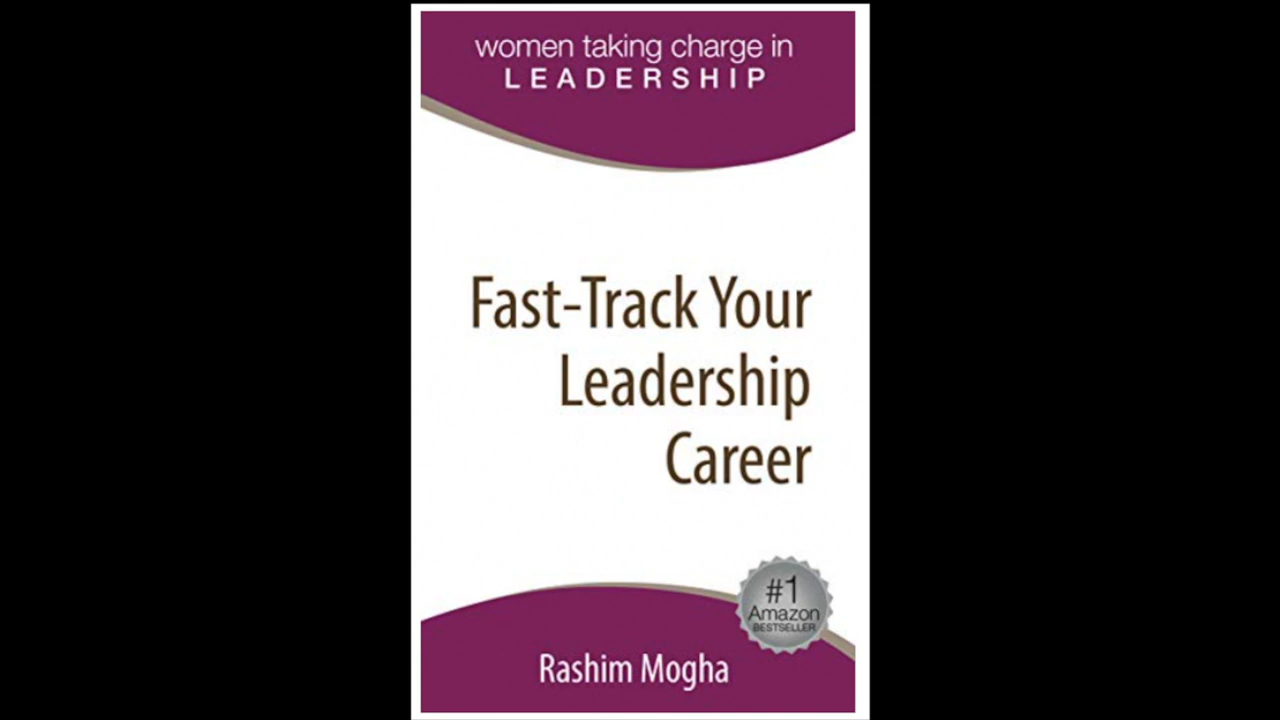 women taking charge in
LEADERSHIP
Fast-Track Your
Leadership
Career
#1
Amazon
BESTSELLER
Rashim Mogha